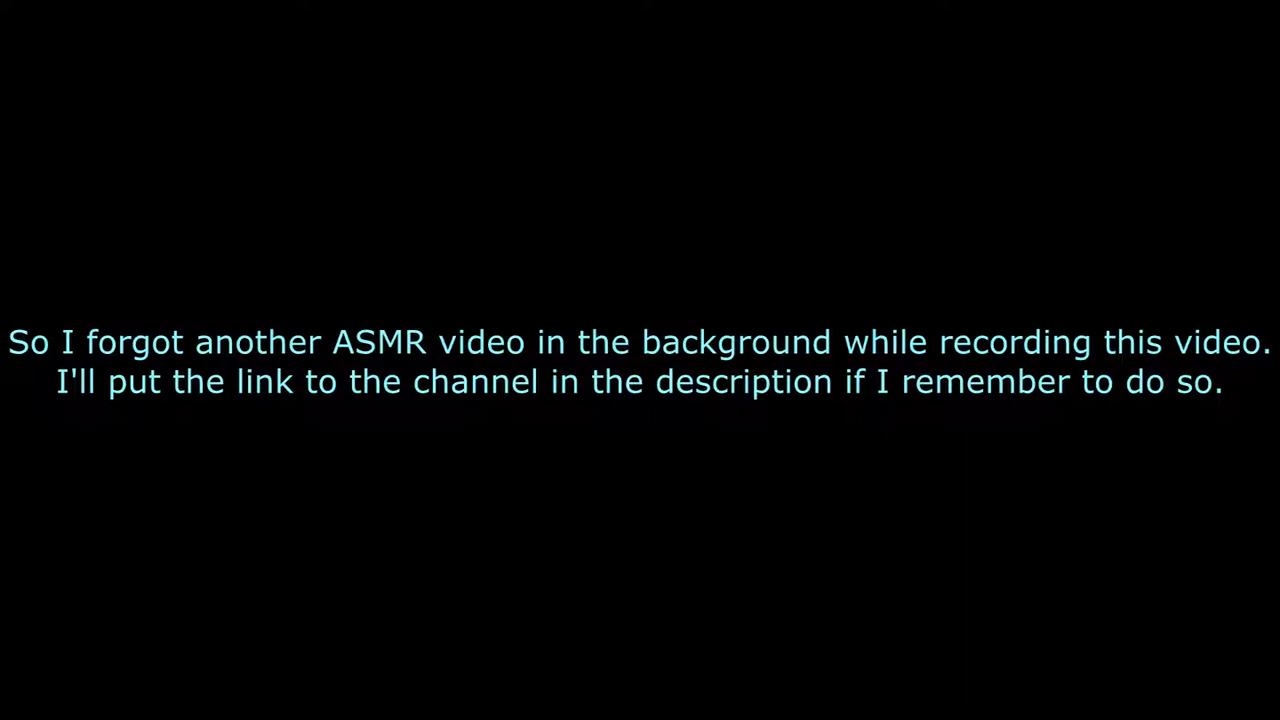 So I forgot another ASMR video in the background while recording this video.
I'll put the link to the channel in the description if I remember to do so.